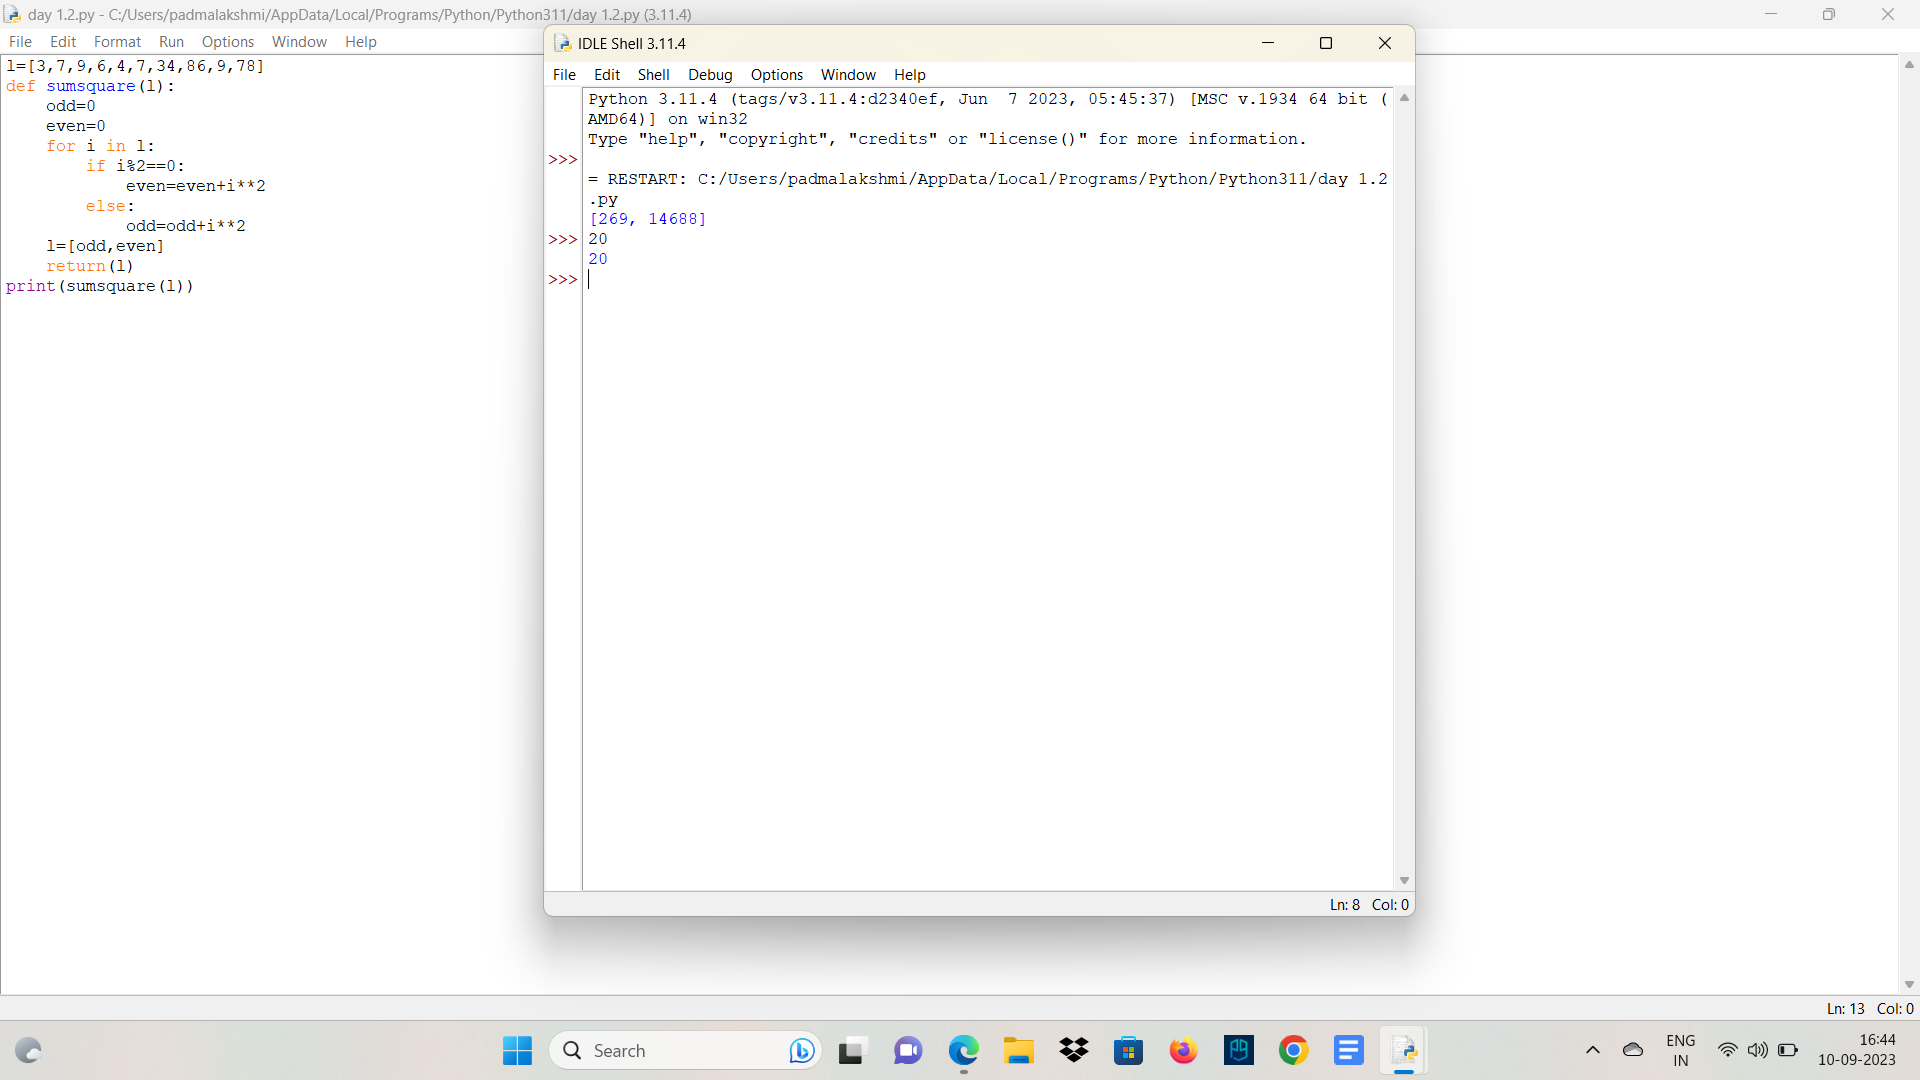 day 1.2.py - C:/Users/padmalakshmi/AppData/Local/Programs/Python/Python311/day 1.2.py (3.11.4)
File Edit Format Run Options Window Help
l=[3,7,9,6,4,7,34,86,9,78]
def sumsquare(l):
    odd=0
    even=0
    for i in l:
        if i%2==0:
            even=even+i**2
        else:
            odd=odd+i**2
    l=[odd,even]
    return(l)
print(sumsquare(l))
IDLE Shell 3.11.4
File Edit Shell Debug Options Window Help
Python 3.11.4 (tags/v3.11.4:d2340ef, Jun  7 2023, 05:45:37) [MSC v.1934 64 bit (
AMD64)] on win32
Type "help", "copyright", "credits" or "license()" for more information.
>>>
= RESTART: C:/Users/padmalakshmi/AppData/Local/Programs/Python/Python311/day 1.2
.py
[269, 14688]
>>> 20
20
>>>
Ln: 8 Col: 0
Ln: 13 Col: 0
Search
ENG
IN
16:44
10-09-2023